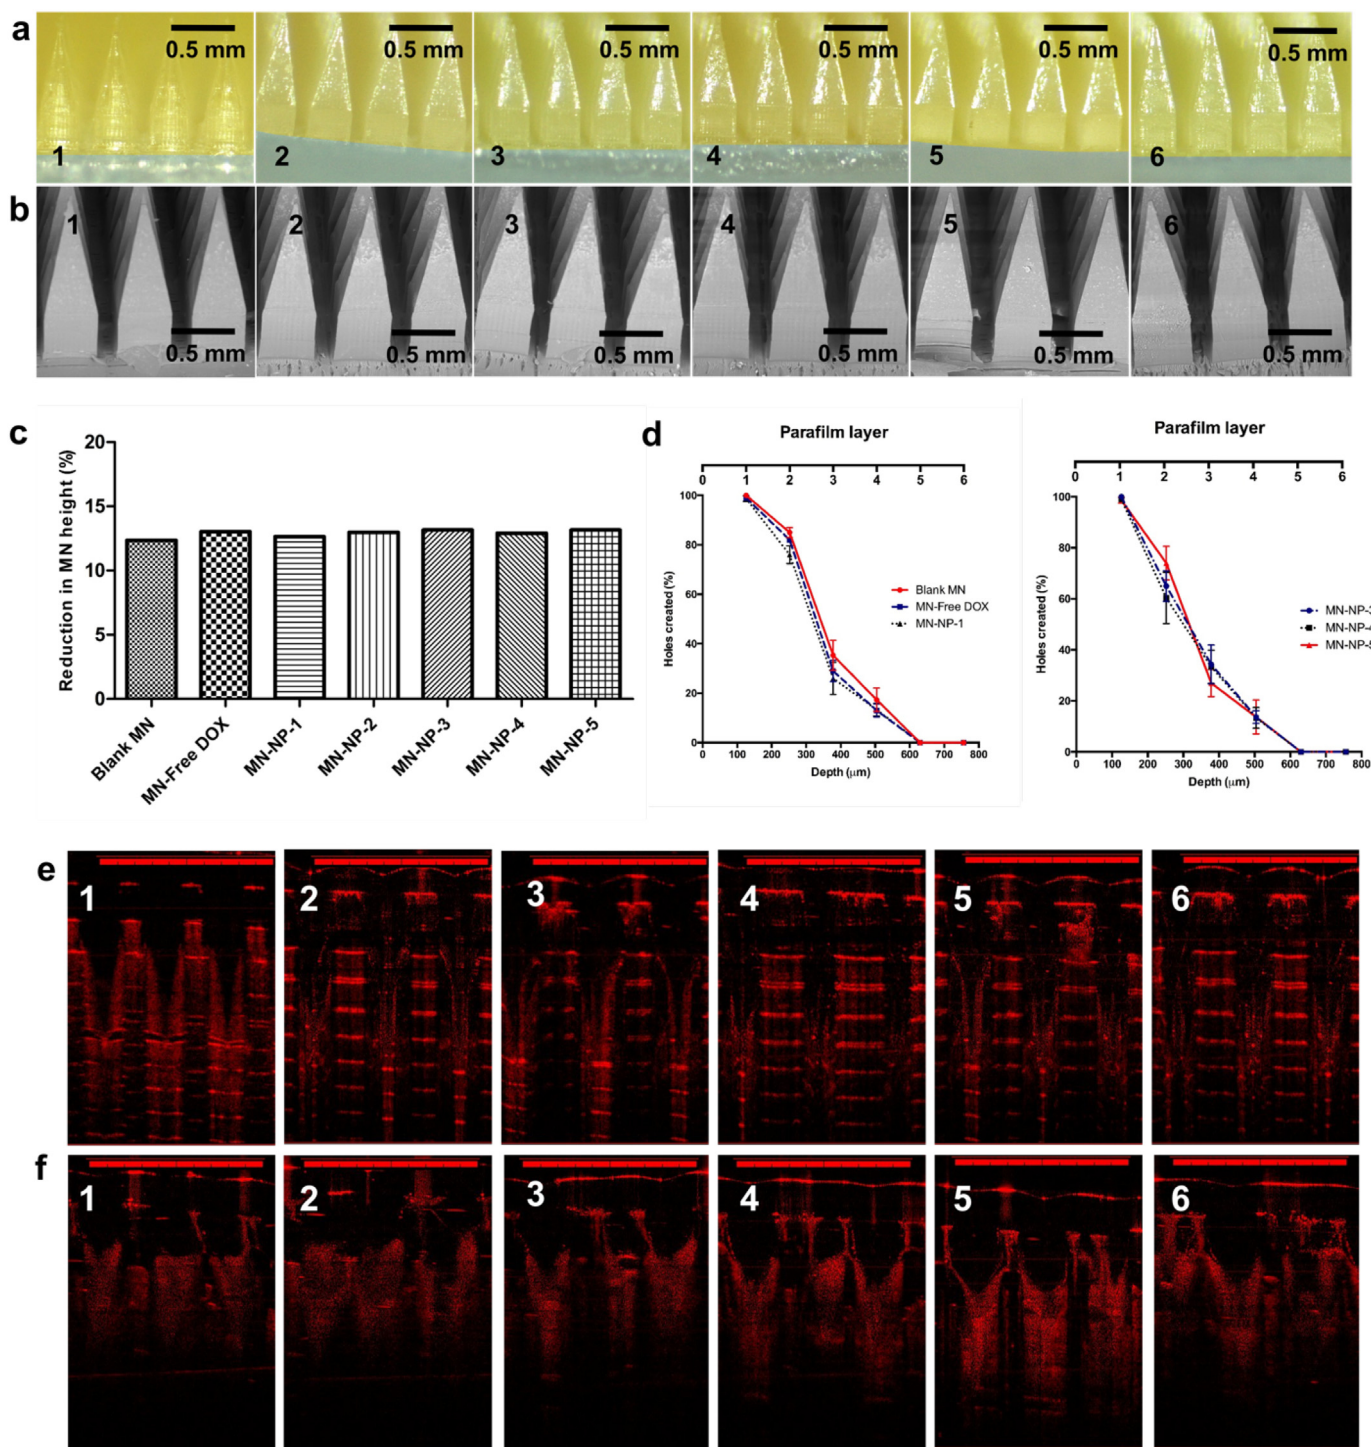 a
0.5 mm 0.5 mm 0.5 mm 0.5 mm 0.5 mm 0.5 mm
1 2 3 4 5 6
b
1 2 3 4 5 6
0.5 mm 0.5 mm 0.5 mm 0.5 mm 0.5 mm 0.5 mm
c
Reduction in MN height (%)
20
15
10
5
0
Blank MN
MN-Free DOX
MN-NP-1
MN-NP-2
MN-NP-3
MN-NP-4
MN-NP-5
d
Parafilm layer
0 1 2 3 4 5 6
Holes created (%)
100
80
60
40
20
0
Blank MN
MN-Free DOX
MN-NP-1
0 100 200 300 400 500 600 700 800
Depth (μm)
Parafilm layer
0 1 2 3 4 5 6
Holes created (%)
100
80
60
40
20
0
0 100 200 300 400 500 600 700 800
Depth (μm)
e
1 2 3 4 5 6
f
1 2 3 4 5 6